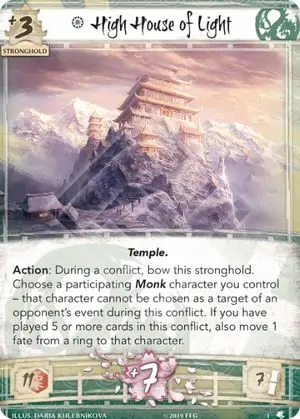 High House of Light
+3
STRONGHOLD
Temple.
Action: During a conflict, bow this stronghold.
Choose a participating Monk character you control
– that character cannot be chosen as a target of an
opponent's event during this conflict. If you have
played 5 or more cards in this conflict, also move 1
fate from a ring to that character.
11
+7
7
ILLUS. DARIA KHLEBNIKOVA
©2019 FFG
1